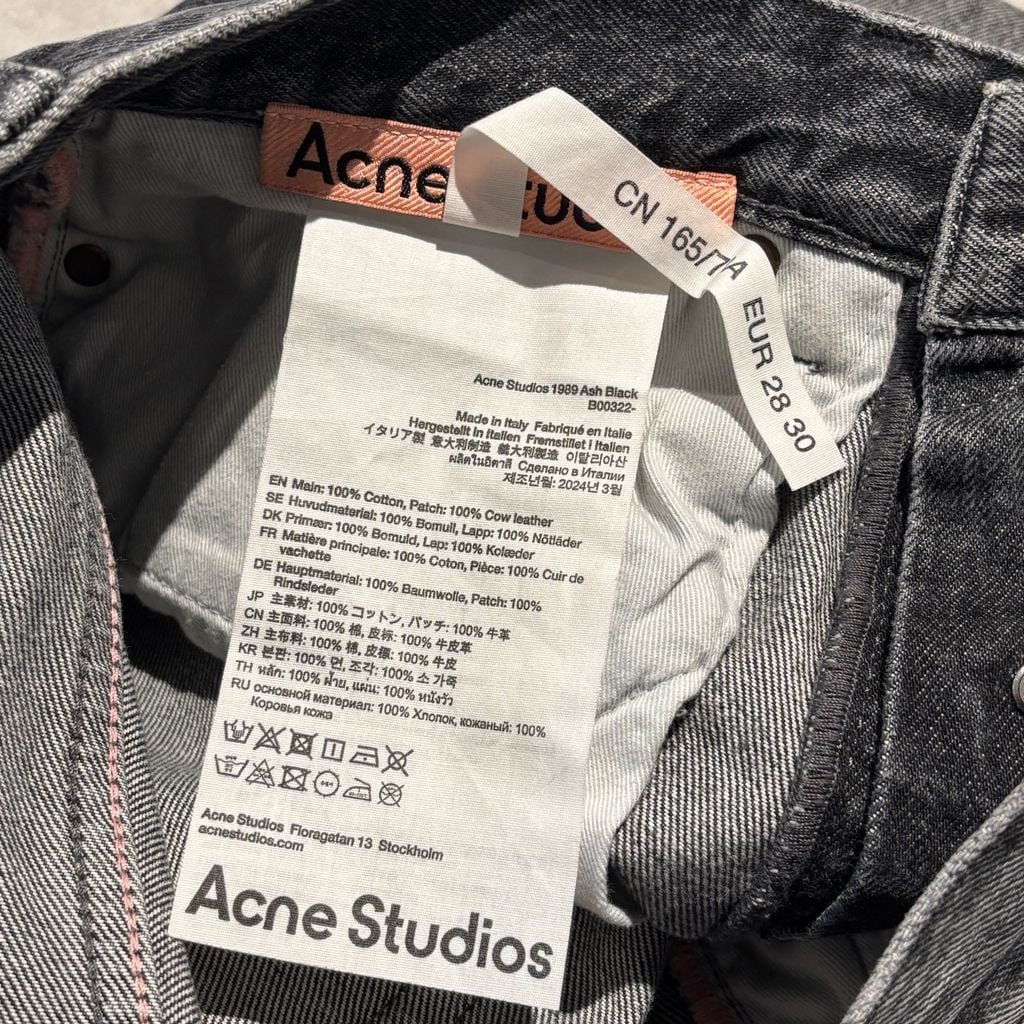 Acne Stu
CN 165/7 A
EUR 28 30
Acne Studios 1989 Ash Black
B00322-
Made in Italy Fabriqué en Italie
Hergestellt in Italien Fremstillet i Italien
イタリア製 意大利制造 義大利製造 이탈리아산
ผลิตในอิตาลี Сделано в Италии
제조년월: 2024년 3월
EN Main: 100% Cotton, Patch: 100% Cow leather
SE Huvudmaterial: 100% Bomull, Lapp: 100% Nötläder
DK Primær: 100% Bomuld, Lap: 100% Kolæder
FR Matière principale: 100% Coton, Pièce: 100% Cuir de
vachette
DE Hauptmaterial: 100% Baumwolle, Patch: 100%
Rindsleder
JP 主素材: 100% コットン, パッチ: 100% 牛革
CN 主面料: 100% 棉, 皮标: 100% 牛皮革
ZH 主布料: 100% 棉, 皮標: 100% 牛皮
KR 본판: 100% 면, 조각: 100% 소 가죽
TH หลัก: 100% ฝ้าย, แผ่น: 100% หนังวัว
RU основной материал: 100% Хлопок, кожаный: 100%
Коровья кожа
Acne Studios Floragatan 13 Stockholm
acnestudios.com
Acne Studios